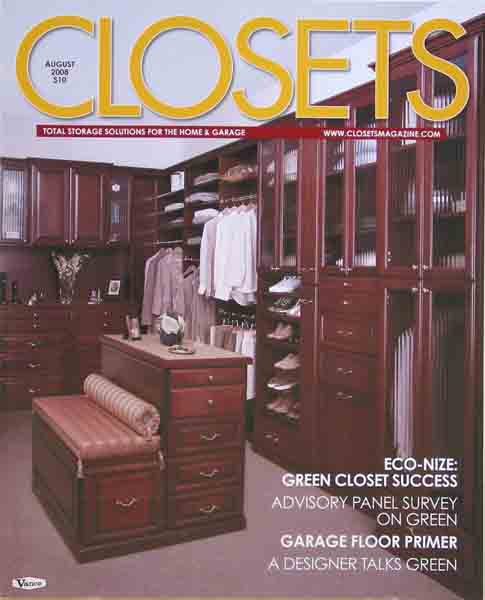 CLOSETS
AUGUST
2008
$10
TOTAL STORAGE SOLUTIONS FOR THE HOME & GARAGE WWW.CLOSETSMAGAZINE.COM
ECO-NIZE:
GREEN CLOSET SUCCESS
ADVISORY PANEL SURVEY
ON GREEN
GARAGE FLOOR PRIMER
A DESIGNER TALKS GREEN
Vance